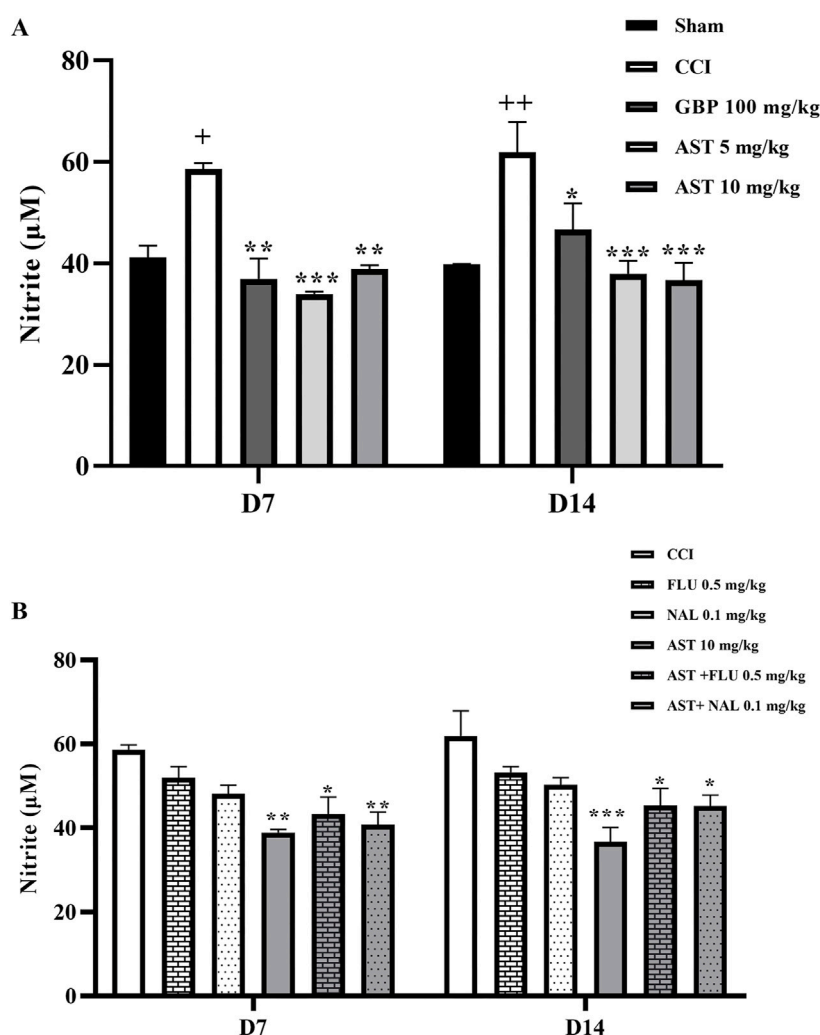 A
Sham
CCI
GBP 100 mg/kg
AST 5 mg/kg
AST 10 mg/kg
80
60
40
20
0
Nitrite (µM)
+
**
***
**
++
*
***
***
D7
D14
B
CCI
FLU 0.5 mg/kg
NAL 0.1 mg/kg
AST 10 mg/kg
AST +FLU 0.5 mg/kg
AST+ NAL 0.1 mg/kg
80
60
40
20
0
Nitrite (µM)
**
*
**
***
*
*
D7
D14